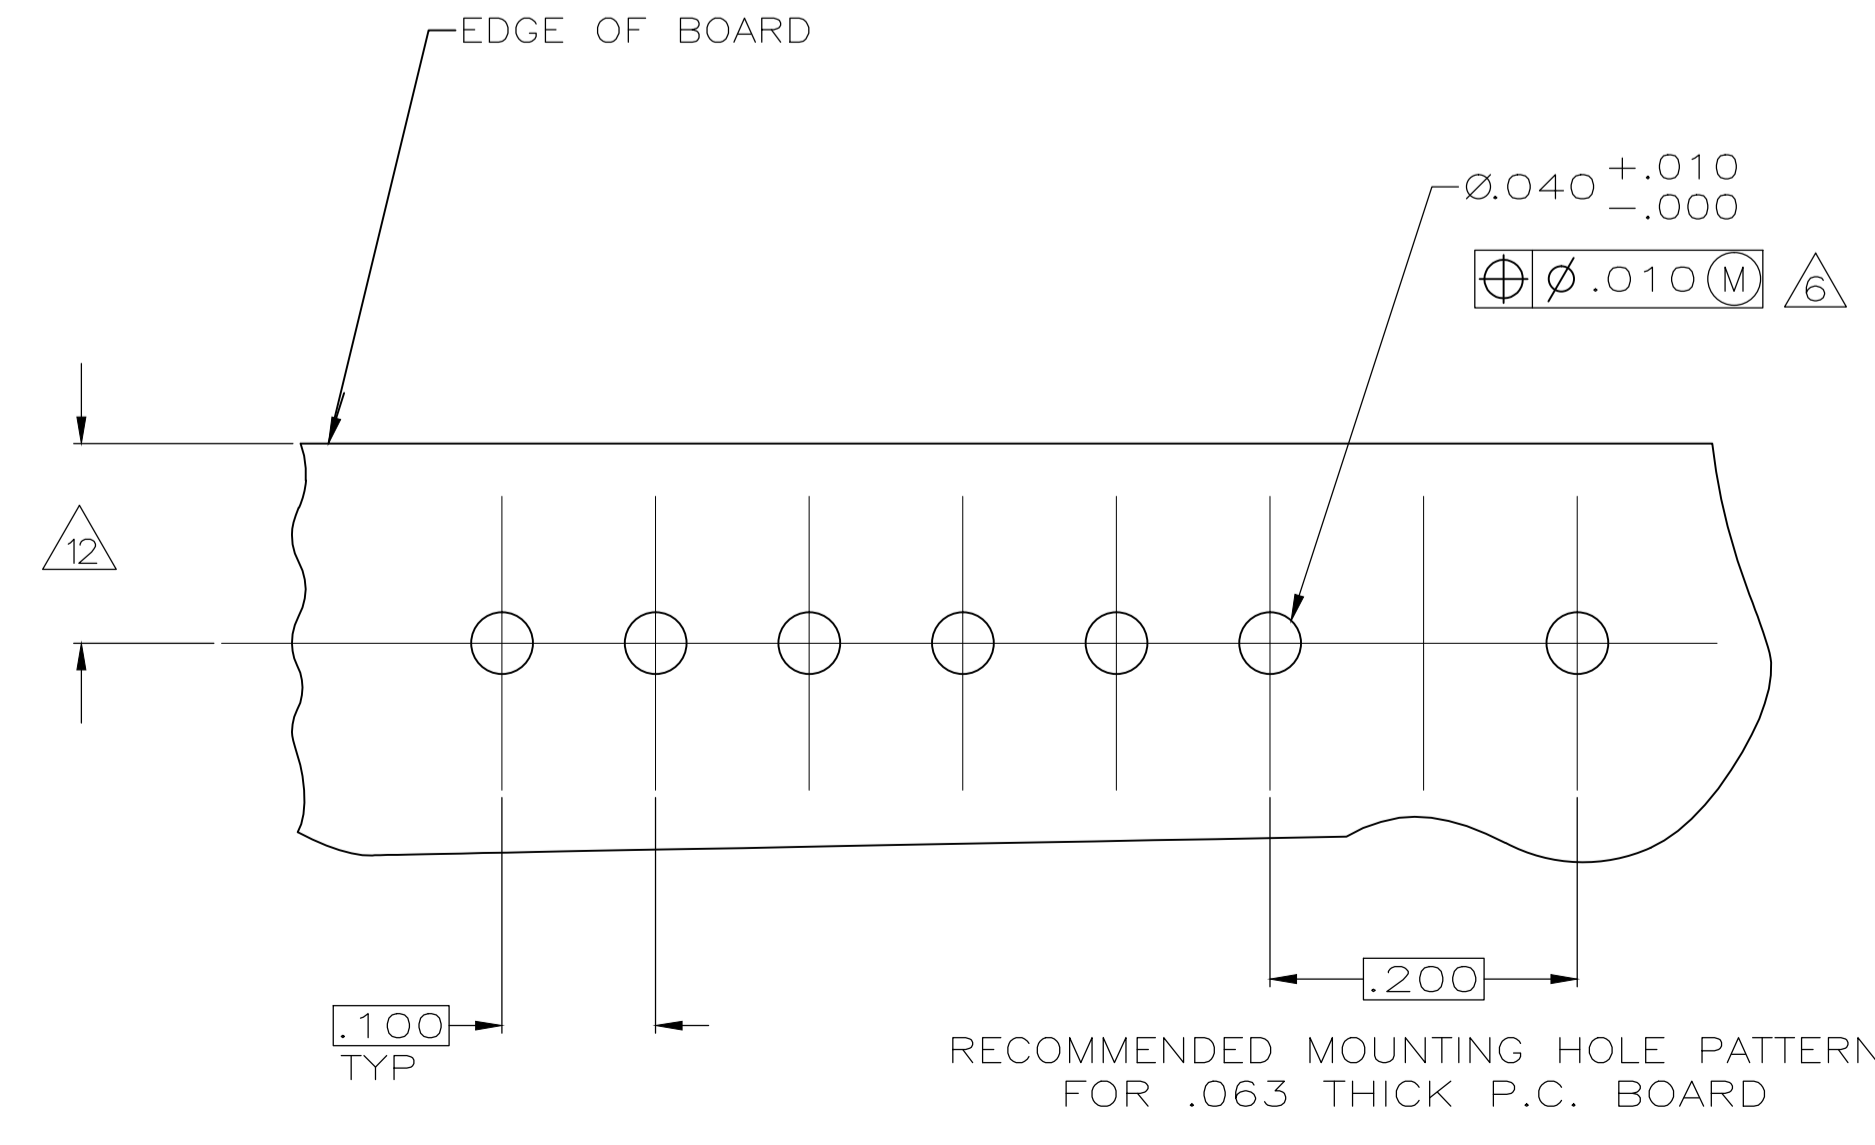 EDGE OF BOARD
Ø.040 +.010
-.000
⌖ Ø .010 Ⓜ 6
12
.200
.100
TYP
RECOMMENDED MOUNTING HOLE PATTERN
FOR .063 THICK P.C. BOARD